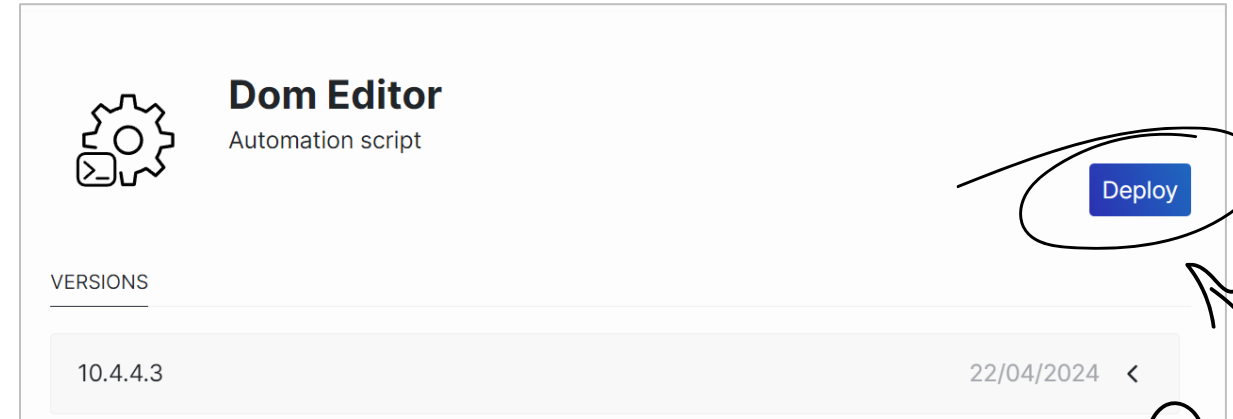 Dom Editor
Automation script
Deploy
VERSIONS
10.4.4.3
22/04/2024